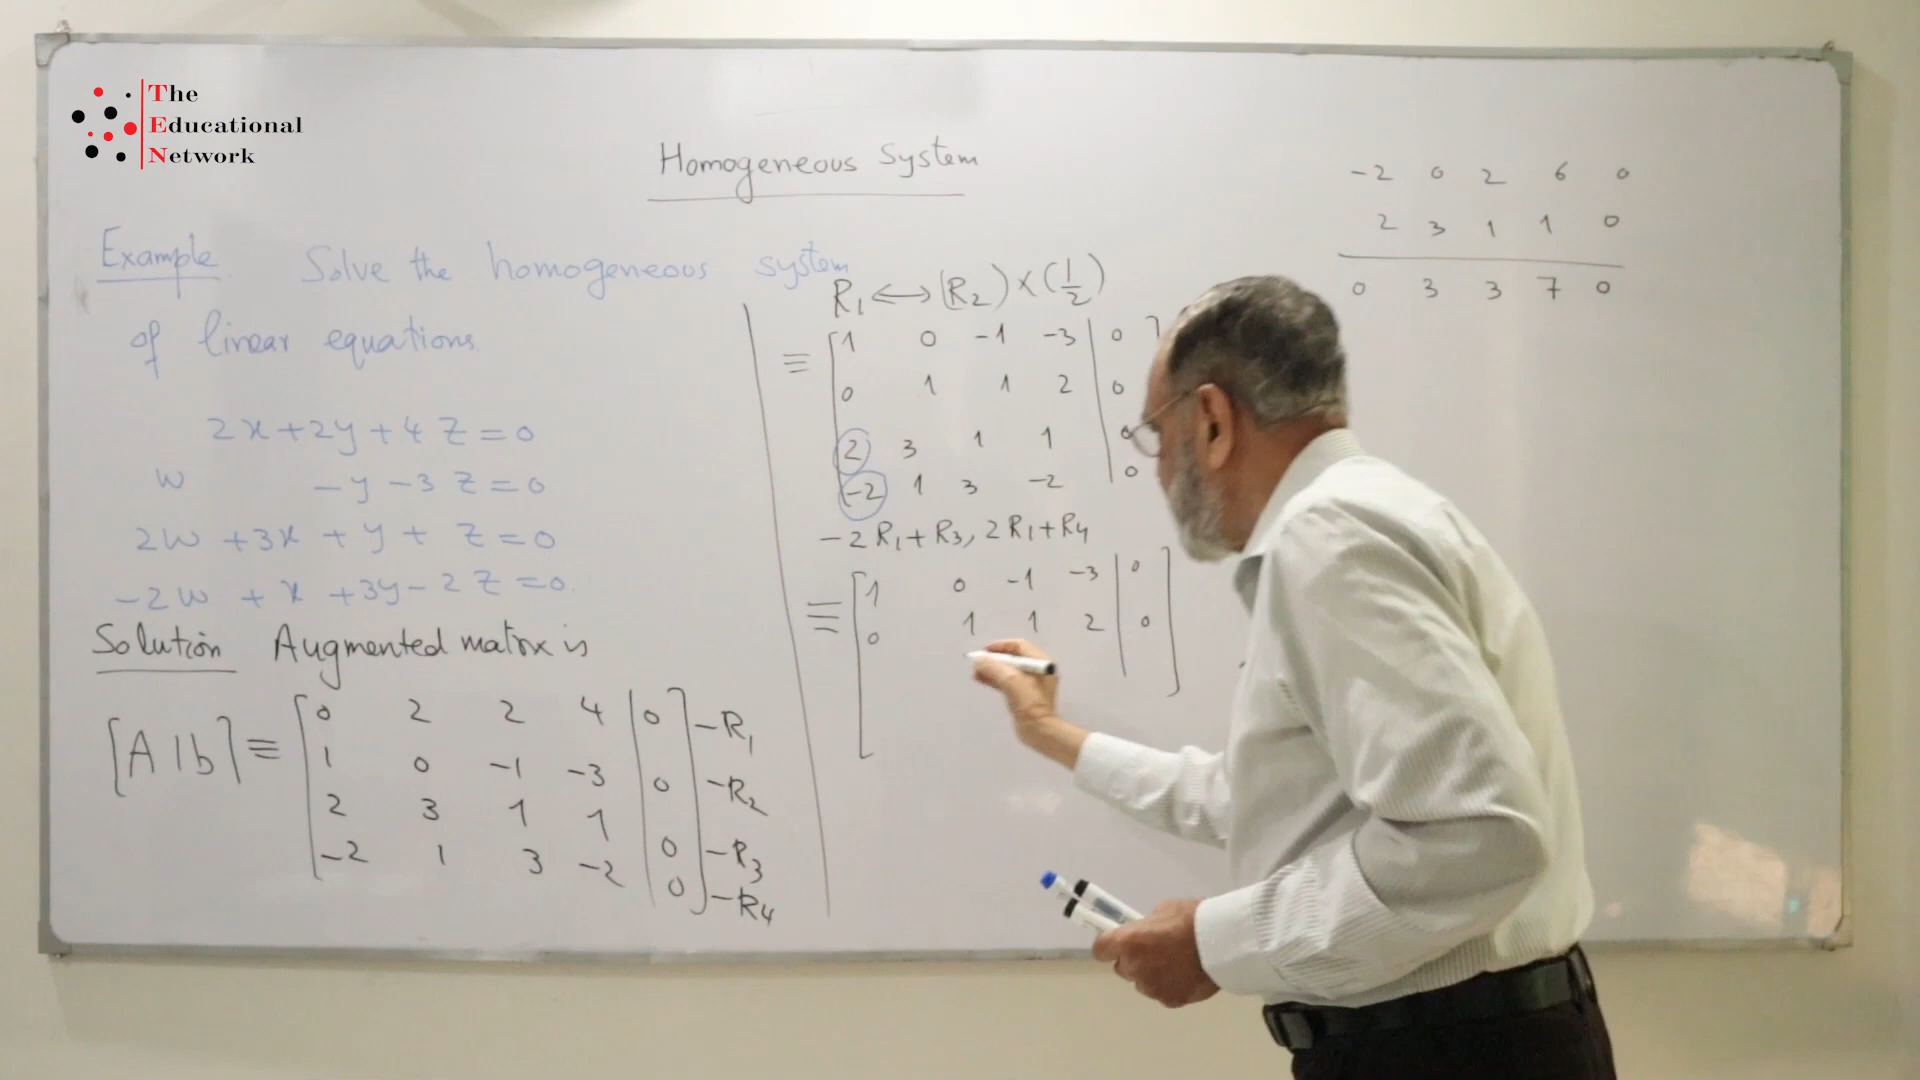 The
Educational
Network
Homogeneous System
Example Solve the homogeneous system
of linear equations
2x+2y+4z=0
w -y-3z=0
2w+3x+y+z=0
-2w+x+3y-2z=0.
Solution Augmented matrix is
[A|b] ≡ [0 2 2 4 | 0] -R1
1 0 -1 -3 0 -R2
2 3 1 1 0 -R3
-2 1 3 -2 0 -R4
R1 ↔ (R2)×(1/2)
≡ [1 0 -1 -3 | 0]
0 1 1 2 0
2 3 1 1 0
-2 1 3 -2 0
-2R1+R3, 2R1+R4
≡ [1 0 -1 -3 | 0]
0 1 1 2 0
-2 0 2 6 0
2 3 1 1 0
0 3 3 7 0